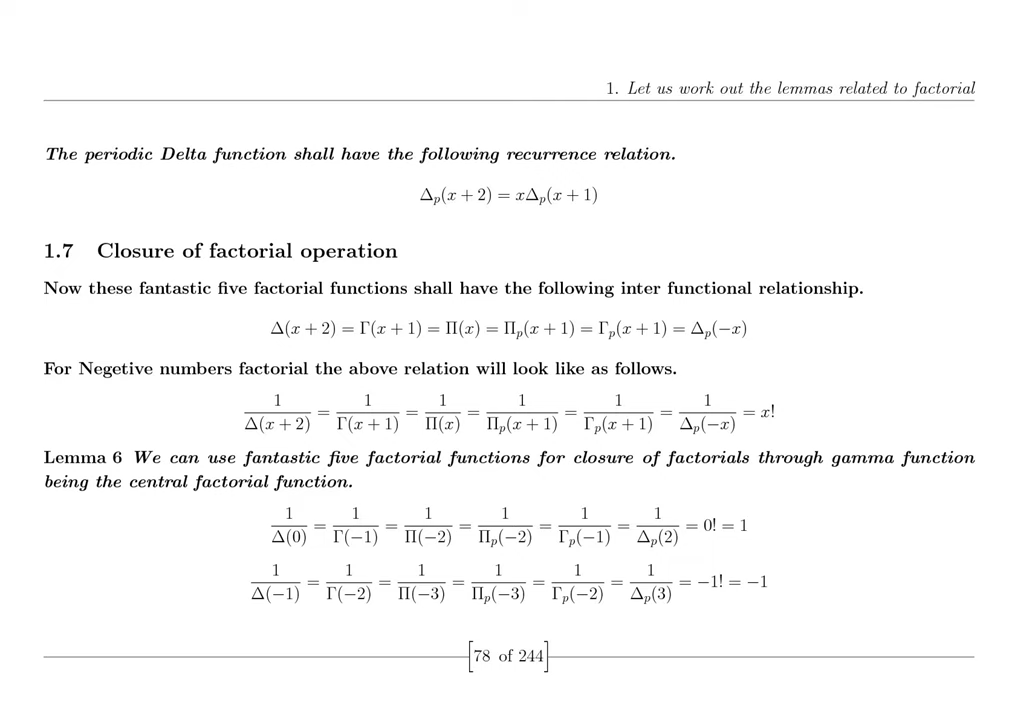 1. Let us work out the lemmas related to factorial
The periodic Delta function shall have the following recurrence relation.
Δₚ(x + 2) = xΔₚ(x + 1)
1.7 Closure of factorial operation
Now these fantastic five factorial functions shall have the following inter functional relationship.
Δ(x + 2) = Γ(x + 1) = Π(x) = Πₚ(x + 1) = Γₚ(x + 1) = Δₚ(−x)
For Negetive numbers factorial the above relation will look like as follows.
1/Δ(x + 2) = 1/Γ(x + 1) = 1/Π(x) = 1/Πₚ(x + 1) = 1/Γₚ(x + 1) = 1/Δₚ(−x) = x!
Lemma 6 We can use fantastic five factorial functions for closure of factorials through gamma function
being the central factorial function.
1/Δ(0) = 1/Γ(−1) = 1/Π(−2) = 1/Πₚ(−2) = 1/Γₚ(−1) = 1/Δₚ(2) = 0! = 1
1/Δ(−1) = 1/Γ(−2) = 1/Π(−3) = 1/Πₚ(−3) = 1/Γₚ(−2) = 1/Δₚ(3) = −1! = −1
[78 of 244]